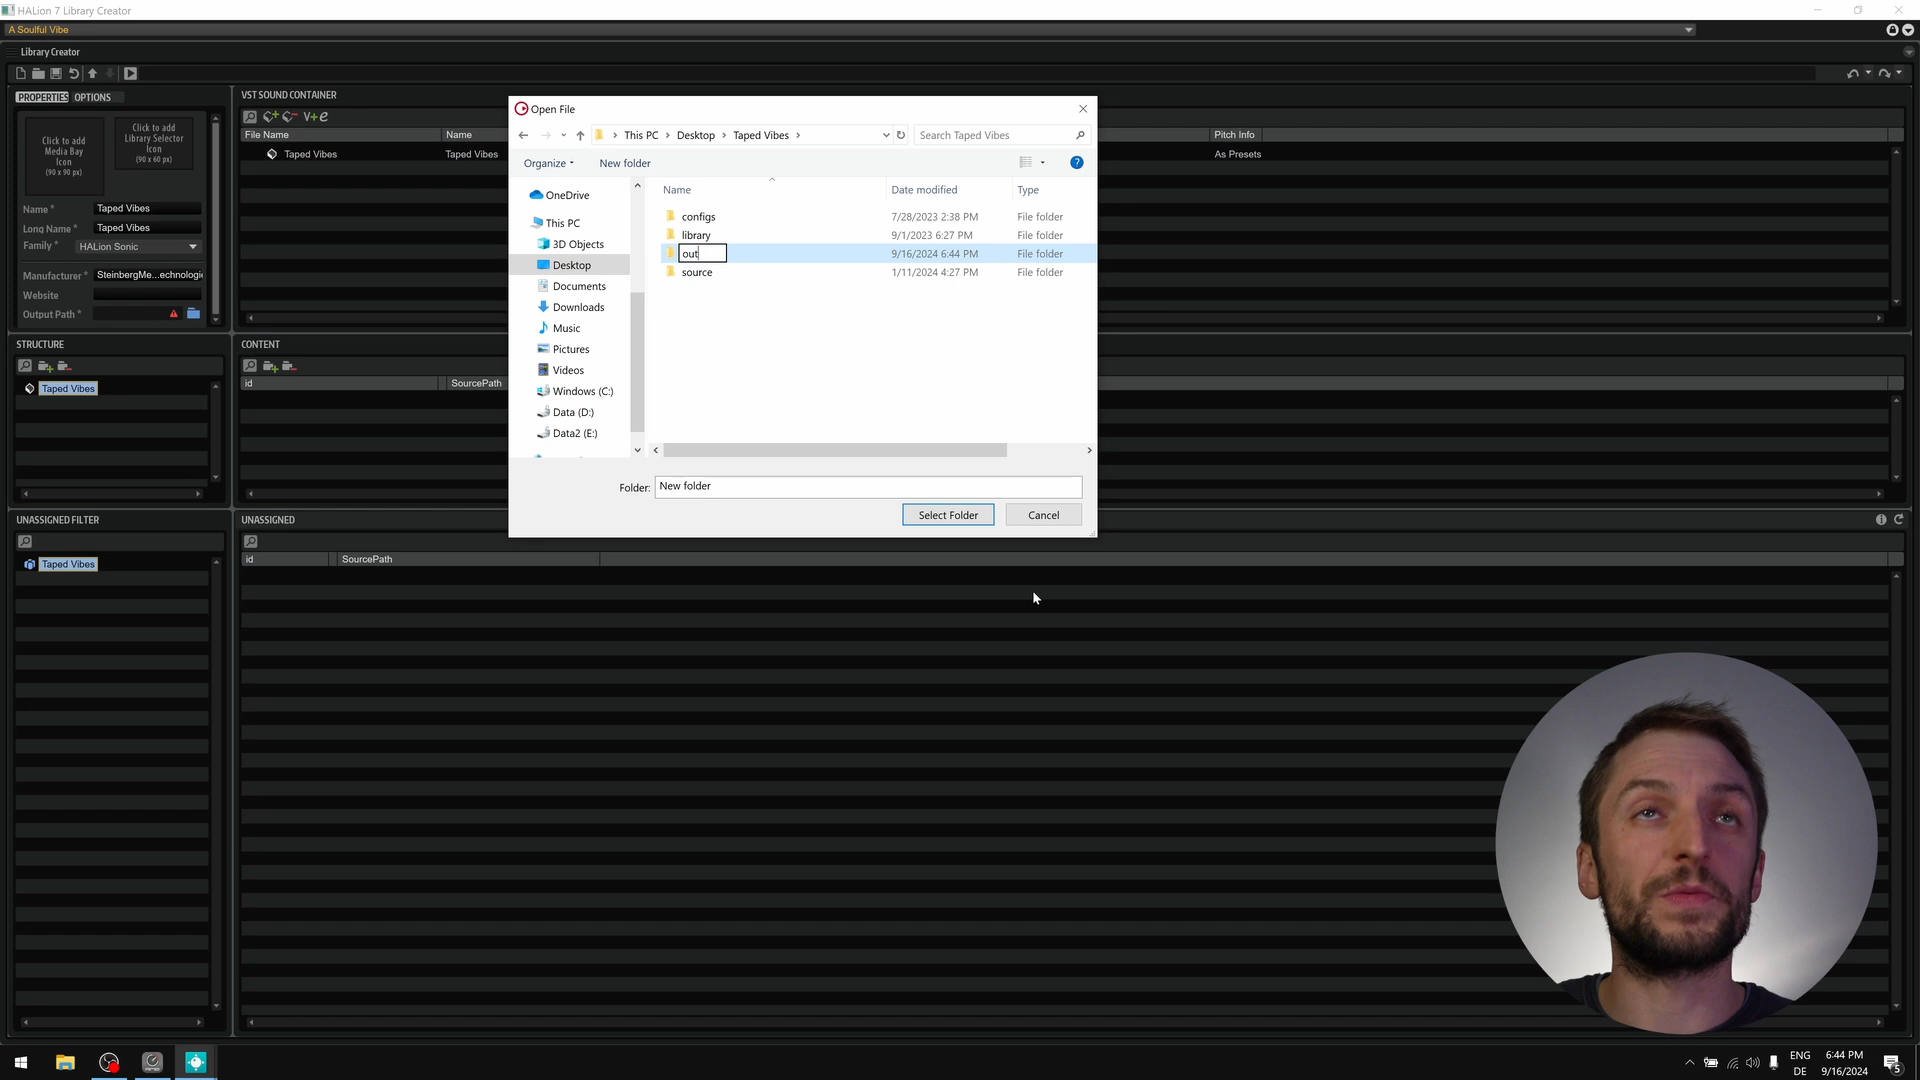 HALion 7 Library Creator
A Soulful Vibe
Library Creator
PROPERTIES OPTIONS
Click to add
Media Bay
Icon
(90 x 90 px)
Click to add
Library Selector
Icon
(90 x 60 px)
Name * Taped Vibes
Long Name * Taped Vibes
Family * HALion Sonic
Manufacturer * SteinbergMe...echnologi
Website
Output Path *
VST SOUND CONTAINER
V+e
File Name Name Pitch Info
Taped Vibes Taped Vibes As Presets
STRUCTURE
Taped Vibes
CONTENT
id SourcePath
UNASSIGNED FILTER
Taped Vibes
UNASSIGNED
id SourcePath
Open File
This PC > Desktop > Taped Vibes >
Search Taped Vibes
Organize New folder
OneDrive
This PC
3D Objects
Desktop
Documents
Downloads
Music
Pictures
Videos
Windows (C:)
Data (D:)
Data2 (E:)
Name Date modified Type
configs 7/28/2023 2:38 PM File folder
library 9/1/2023 6:27 PM File folder
out 9/16/2024 6:44 PM File folder
source 1/11/2024 4:27 PM File folder
Folder: New folder
Select Folder Cancel
ENG 6:44 PM
DE 9/16/2024
5